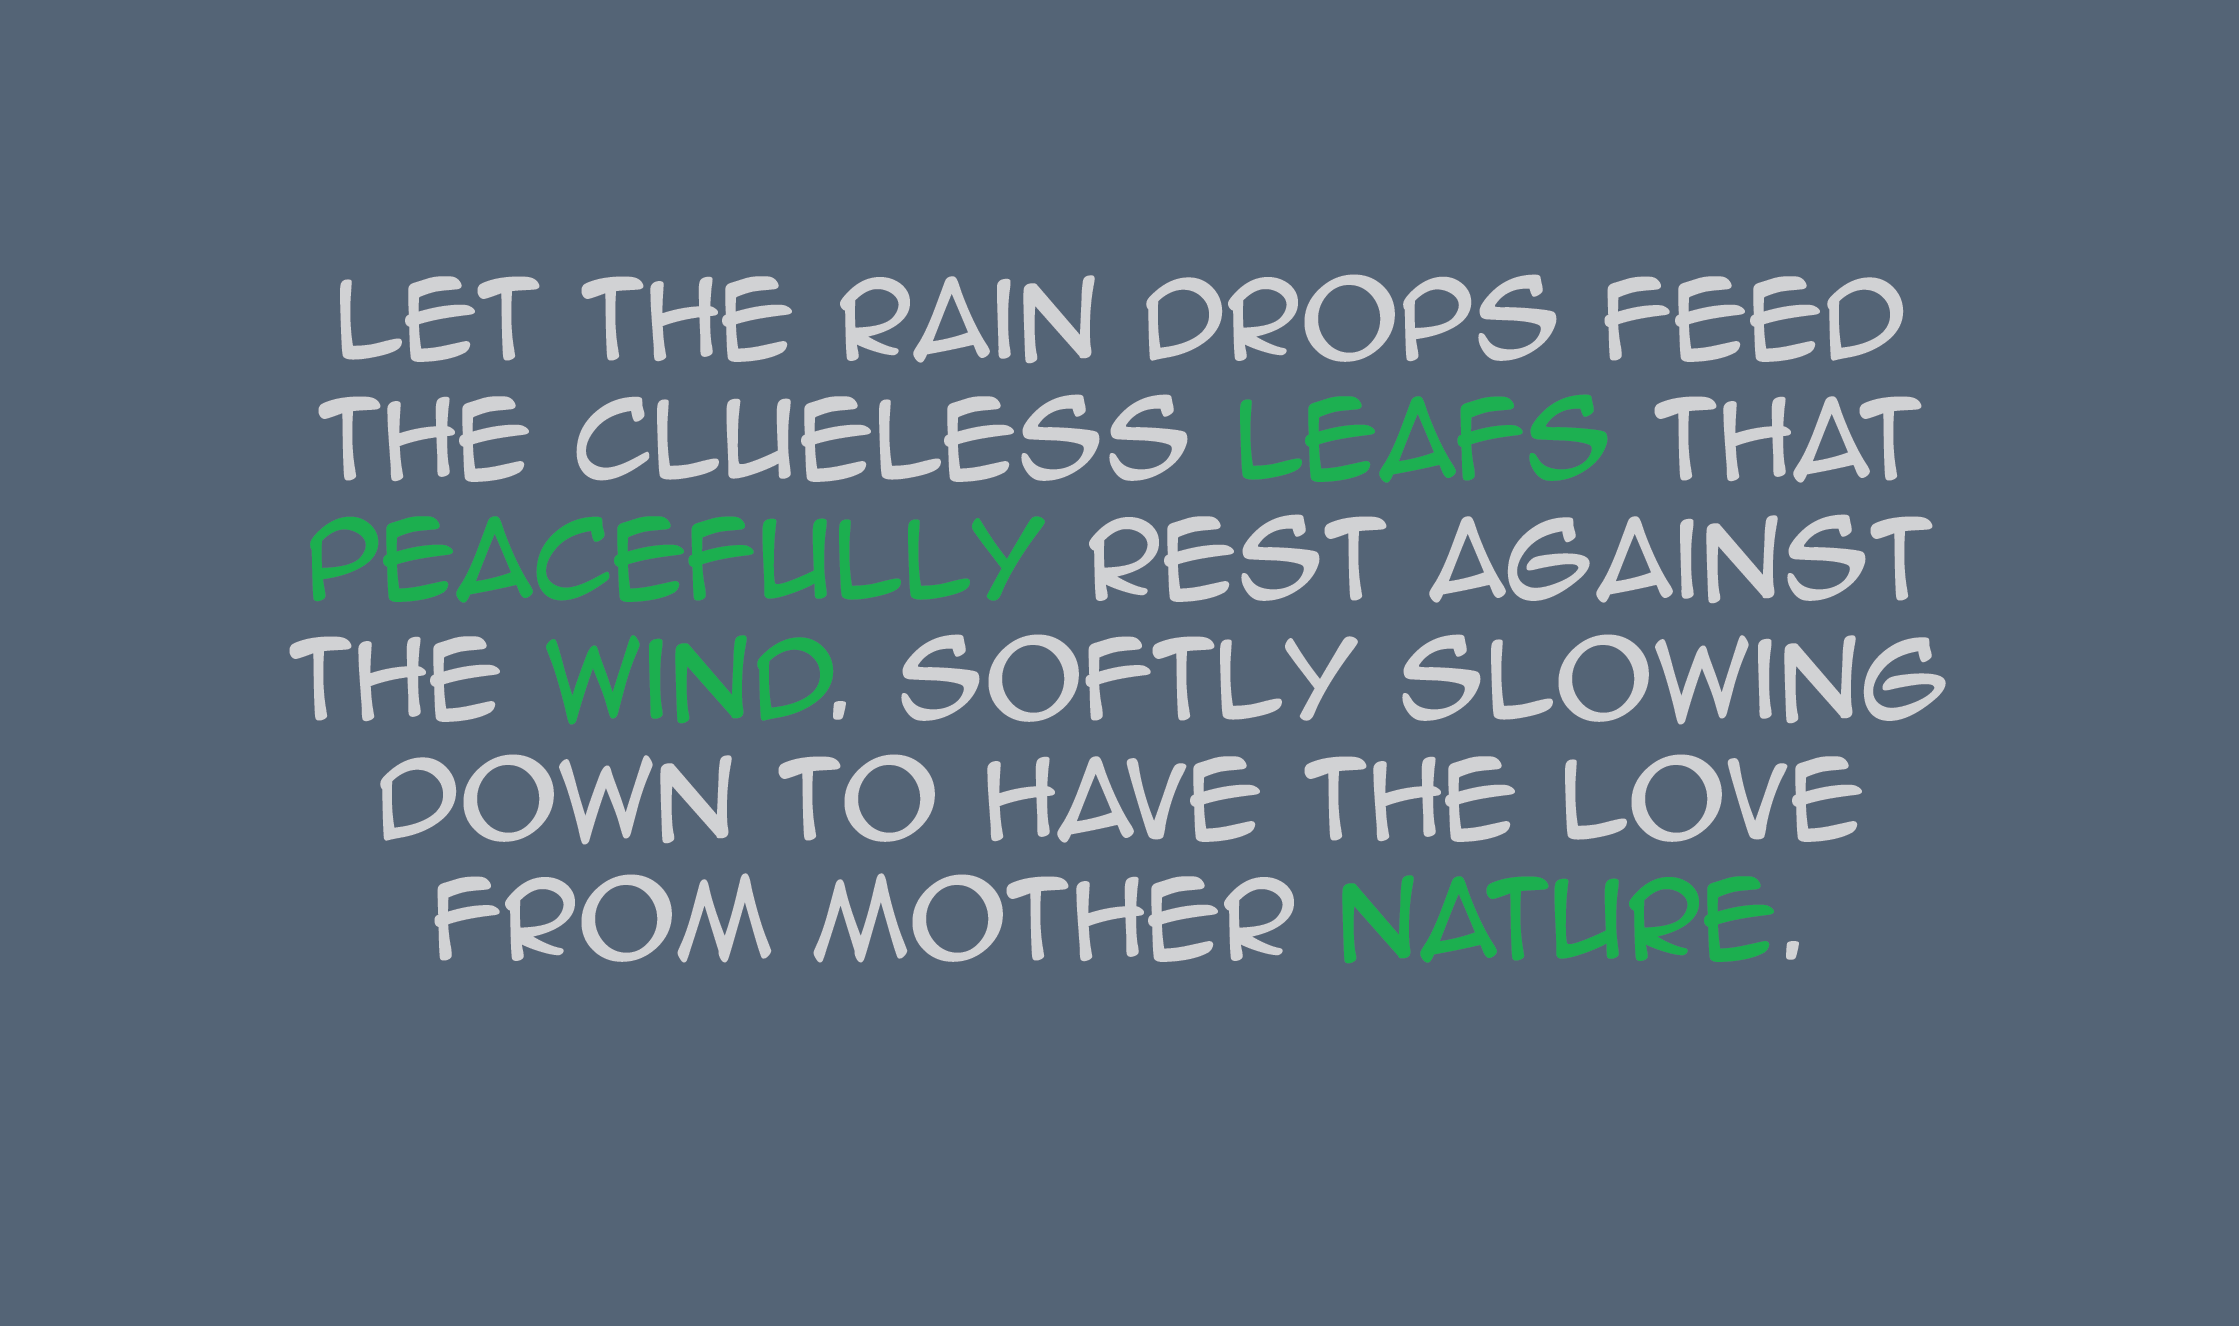 LET THE RAIN DROPS FEED
THE CLUELESS LEAFS THAT
PEACEFULLY REST AGAINST
THE WIND. SOFTLY SLOWING
DOWN TO HAVE THE LOVE
FROM MOTHER NATURE.